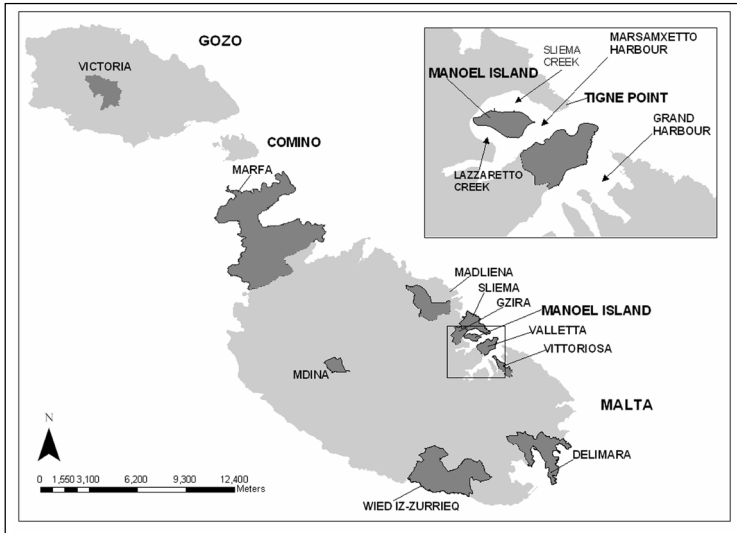 GOZO
VICTORIA
COMINO
MARFA
MARSAMXETTO
HARBOUR
SLIEMA
CREEK
MANOEL ISLAND
TIGNE POINT
GRAND
HARBOUR
LAZZARETTO
CREEK
MADLIENA
SLIEMA
GZIRA
MANOEL ISLAND
VALLETTA
VITTORIOSA
MDINA
MALTA
DELIMARA
WIED IZ-ZURRIEQ
N
0 1,550 3,100 6,200 9,300 12,400
Meters